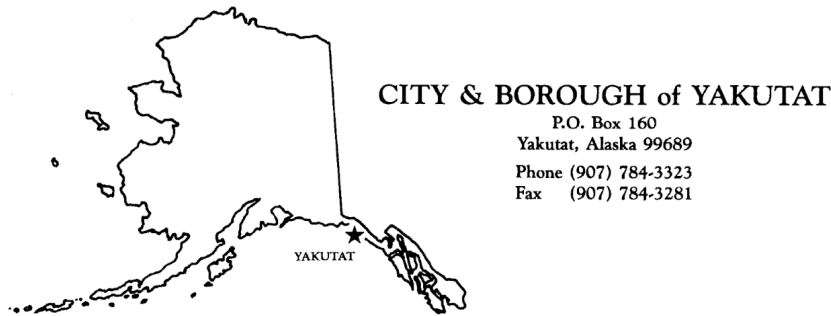 CITY & BOROUGH of YAKUTAT
P.O. Box 160
Yakutat, Alaska 99689
Phone (907) 784-3323
Fax (907) 784-3281
YAKUTAT